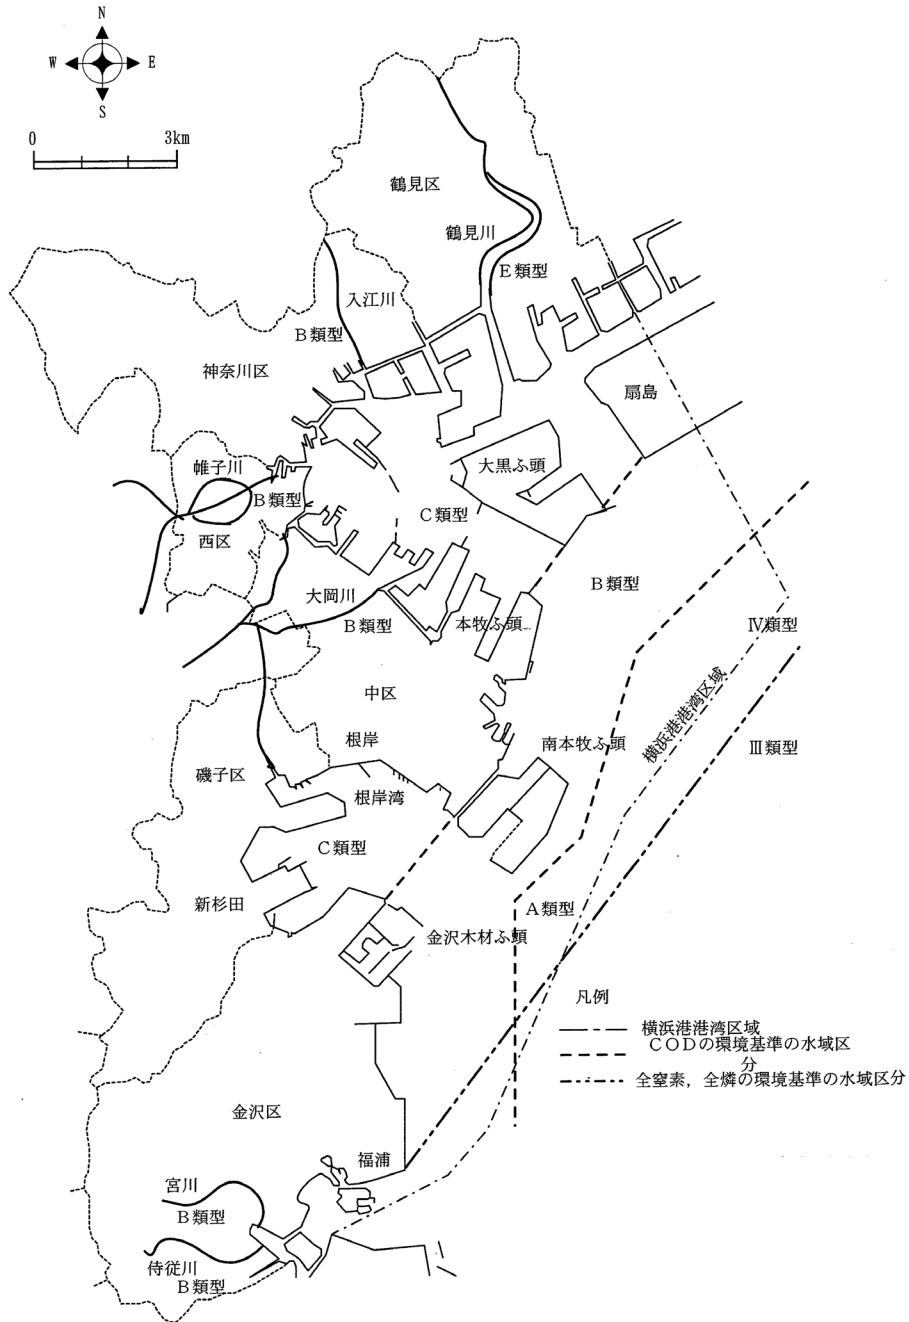 N
W
E
S
0
3km
鶴見区
鶴見川
E類型
入江川
B類型
神奈川区
扇島
帷子川
大黒ふ頭
B類型
C類型
西区
B類型
大岡川
B類型
本牧ふ頭
Ⅳ類型
中区
横浜港港湾区域
根岸
南本牧ふ頭
Ⅲ類型
磯子区
根岸湾
C類型
新杉田
A類型
金沢木材ふ頭
凡例
横浜港港湾区域
CODの環境基準の水域区
分
全窒素，全燐の環境基準の水域区分
金沢区
福浦
宮川
B類型
侍従川
B類型